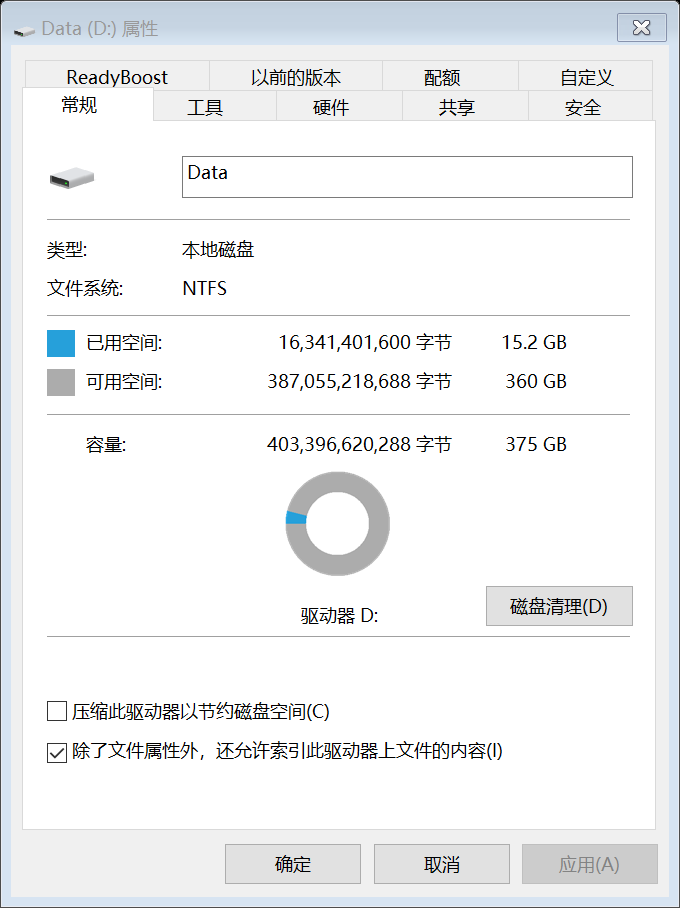 Data (D:) 属性
ReadyBoost 以前的版本 配额 自定义
常规 工具 硬件 共享 安全
Data
类型: 本地磁盘
文件系统: NTFS
已用空间: 16,341,401,600 字节 15.2 GB
可用空间: 387,055,218,688 字节 360 GB
容量: 403,396,620,288 字节 375 GB
驱动器 D:
磁盘清理(D)
压缩此驱动器以节约磁盘空间(C)
除了文件属性外，还允许索引此驱动器上文件的内容(I)
确定 取消 应用(A)